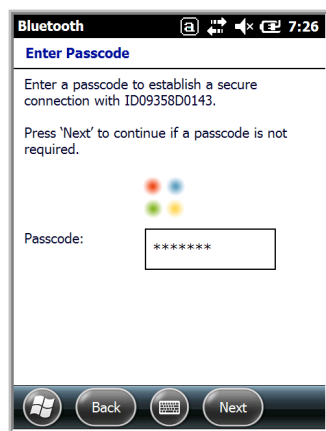 Bluetooth a 7:26
Enter Passcode
Enter a passcode to establish a secure
connection with ID09358D0143.
Press ‘Next’ to continue if a passcode is not
required.
Passcode: *******
Back Next